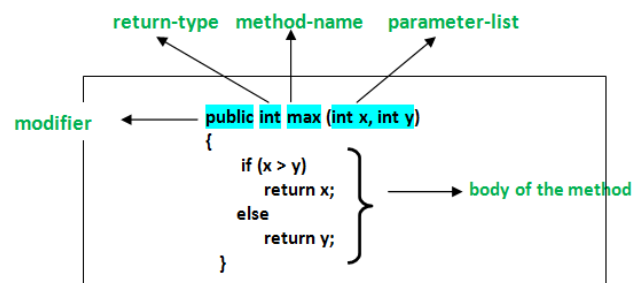 return-type method-name parameter-list
modifier
public int max (int x, int y)
{
if (x > y)
return x;
else
return y;
}
body of the method